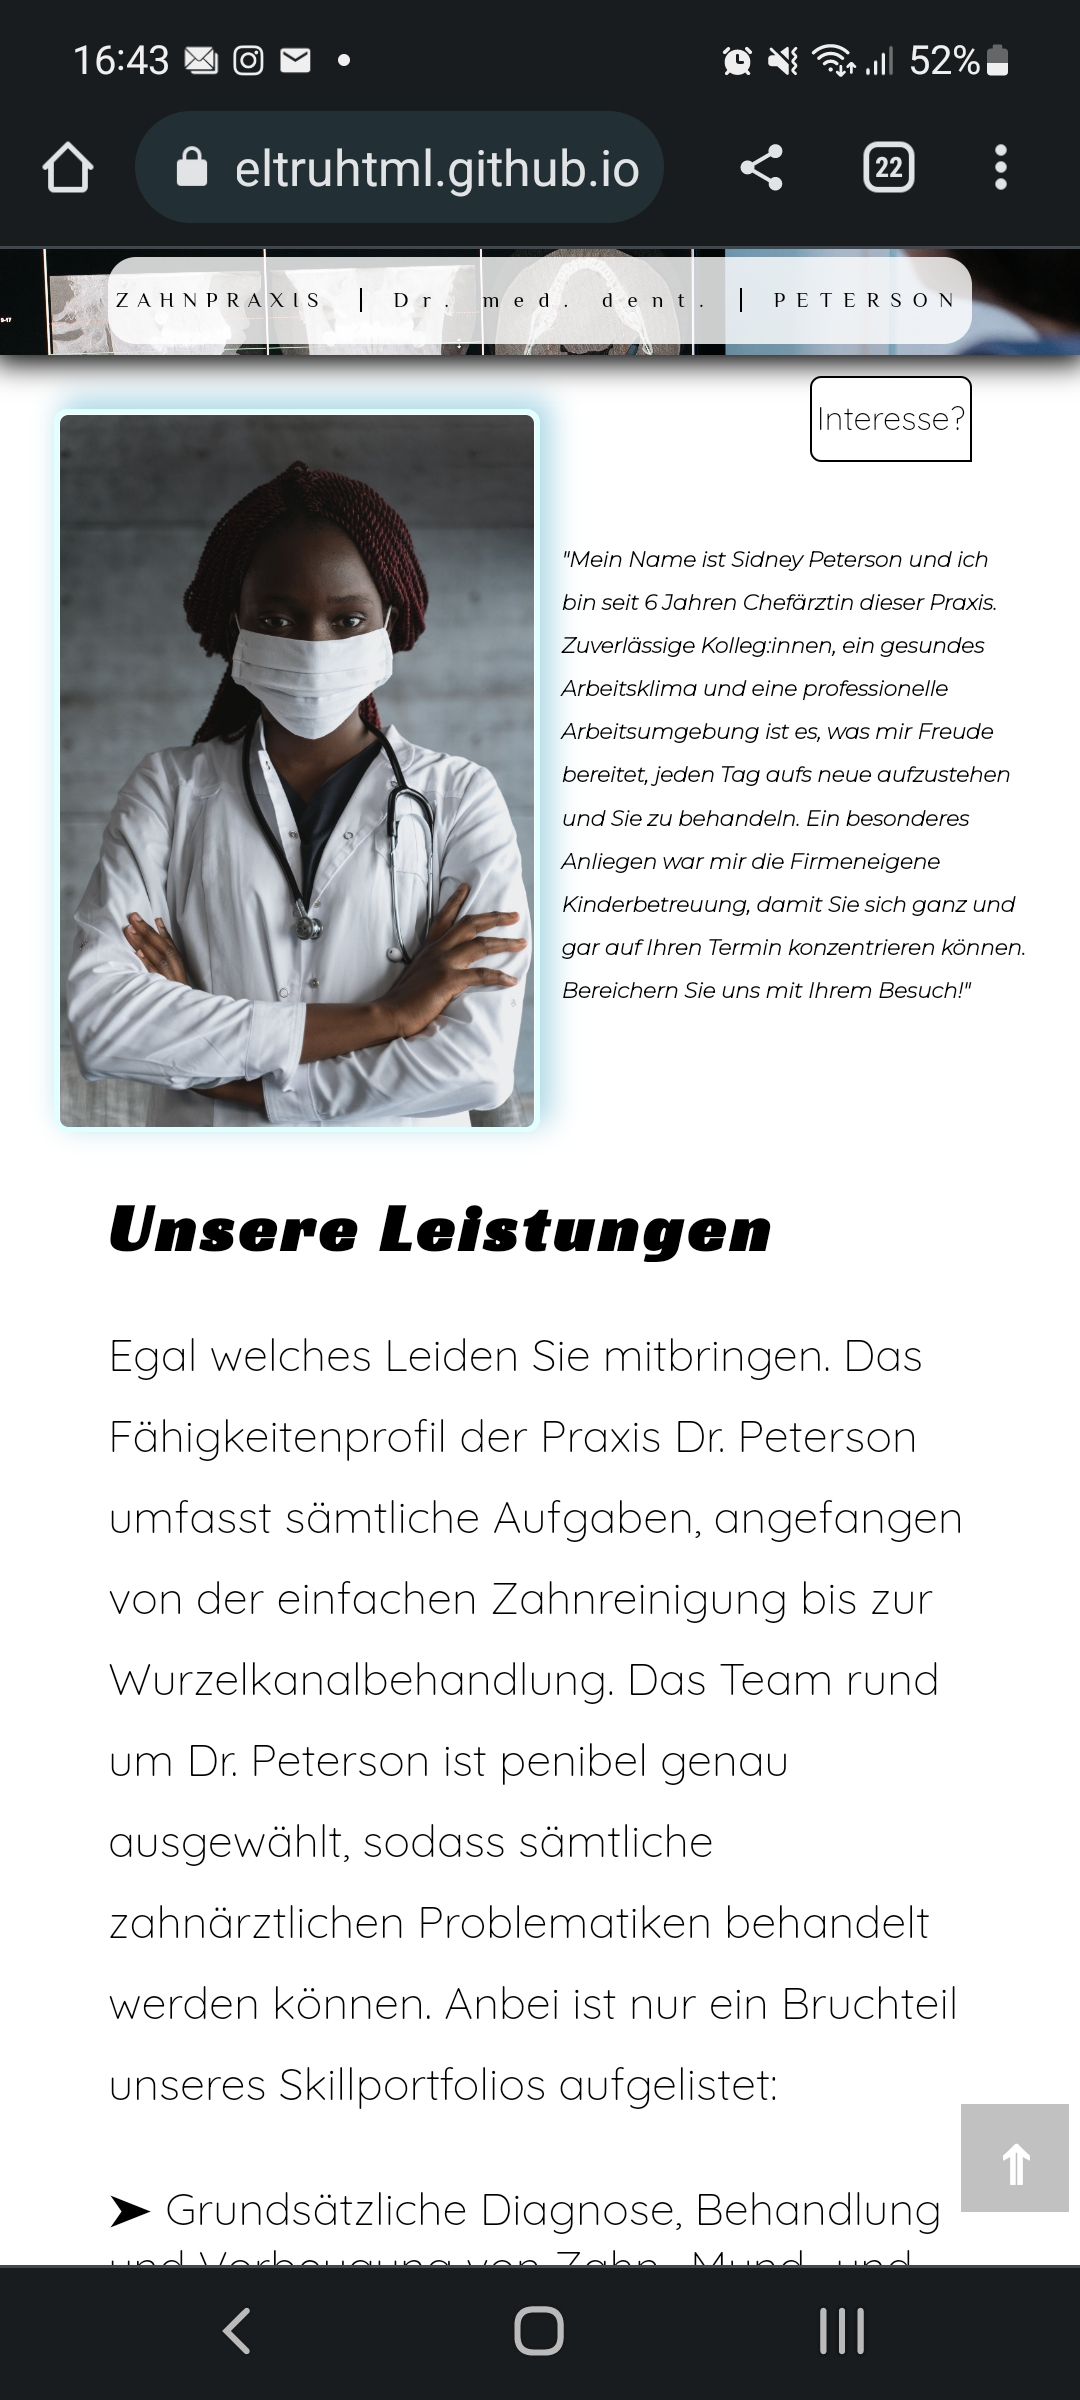 16:43
52%
eltruhtml.github.io
22
ZAHNPRAXIS | Dr. med. dent. | PETERSON
Interesse?
"Mein Name ist Sidney Peterson und ich
bin seit 6 Jahren Chefärztin dieser Praxis.
Zuverlässige Kolleg:innen, ein gesundes
Arbeitsklima und eine professionelle
Arbeitsumgebung ist es, was mir Freude
bereitet, jeden Tag aufs neue aufzustehen
und Sie zu behandeln. Ein besonderes
Anliegen war mir die Firmeneigene
Kinderbetreuung, damit Sie sich ganz und
gar auf Ihren Termin konzentrieren können.
Bereichern Sie uns mit Ihrem Besuch!"
Unsere Leistungen
Egal welches Leiden Sie mitbringen. Das
Fähigkeitenprofil der Praxis Dr. Peterson
umfasst sämtliche Aufgaben, angefangen
von der einfachen Zahnreinigung bis zur
Wurzelkanalbehandlung. Das Team rund
um Dr. Peterson ist penibel genau
ausgewählt, sodass sämtliche
zahnärztlichen Problematiken behandelt
werden können. Anbei ist nur ein Bruchteil
unseres Skillportfolios aufgelistet:
➤ Grundsätzliche Diagnose, Behandlung
und Vorbeugung von Zahn-, Mund- und